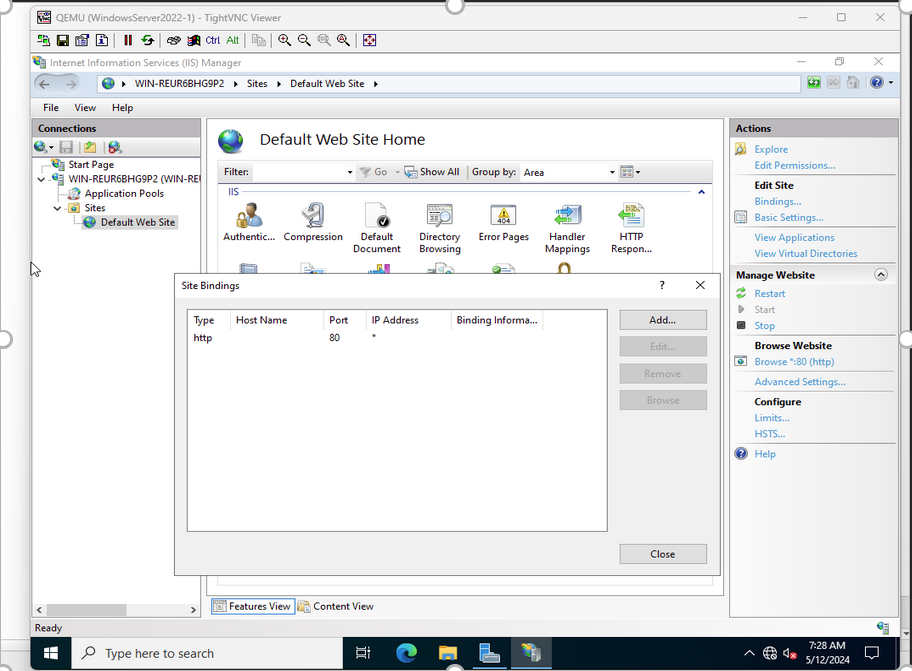 QEMU (WindowsServer2022-1) - TightVNC Viewer
Ctrl Alt
Internet Information Services (IIS) Manager
WIN-REUR6BHG9P2 Sites Default Web Site
File View Help
Connections
Start Page
WIN-REUR6BHG9P2 (WIN-REU
Application Pools
Sites
Default Web Site
Default Web Site Home
Filter: Go Show All Group by: Area
IIS
Authentic... Compression Default Document Directory Browsing Error Pages Handler Mappings HTTP Respon...
404
Site Bindings
? 
Type Host Name Port IP Address Binding Informa...
http 80 *
Add...
Edit...
Remove
Browse
Close
Features View Content View
Actions
Explore
Edit Permissions...
Edit Site
Bindings...
Basic Settings...
View Applications
View Virtual Directories
Manage Website
Restart
Start
Stop
Browse Website
Browse *:80 (http)
Advanced Settings...
Configure
Limits...
HSTS...
Help
Ready
Type here to search
7:28 AM
5/12/2024